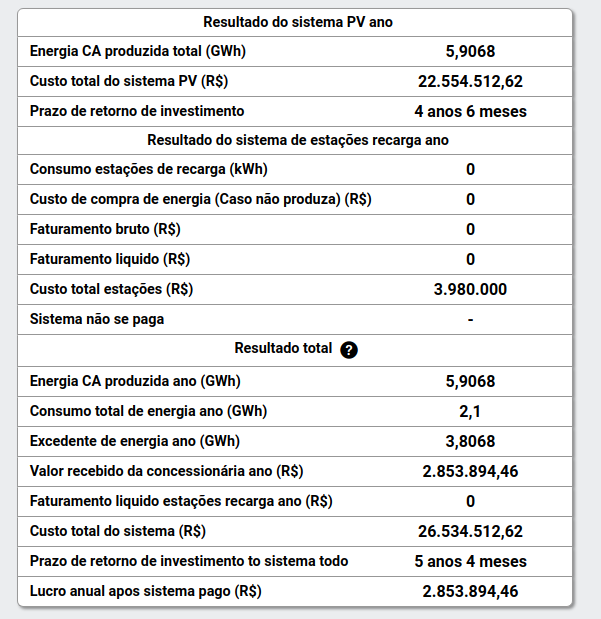 Resultado do sistema PV ano
Energia CA produzida total (GWh) 5,9068
Custo total do sistema PV (R$) 22.554.512,62
Prazo de retorno de investimento 4 anos 6 meses
Resultado do sistema de estações recarga ano
Consumo estações de recarga (kWh) 0
Custo de compra de energia (Caso não produza) (R$) 0
Faturamento bruto (R$) 0
Faturamento liquido (R$) 0
Custo total estações (R$) 3.980.000
Sistema não se paga -
Resultado total ?
Energia CA produzida ano (GWh) 5,9068
Consumo total de energia ano (GWh) 2,1
Excedente de energia ano (GWh) 3,8068
Valor recebido da concessionária ano (R$) 2.853.894,46
Faturamento liquido estações recarga ano (R$) 0
Custo total do sistema (R$) 26.534.512,62
Prazo de retorno de investimento to sistema todo 5 anos 4 meses
Lucro anual apos sistema pago (R$) 2.853.894,46